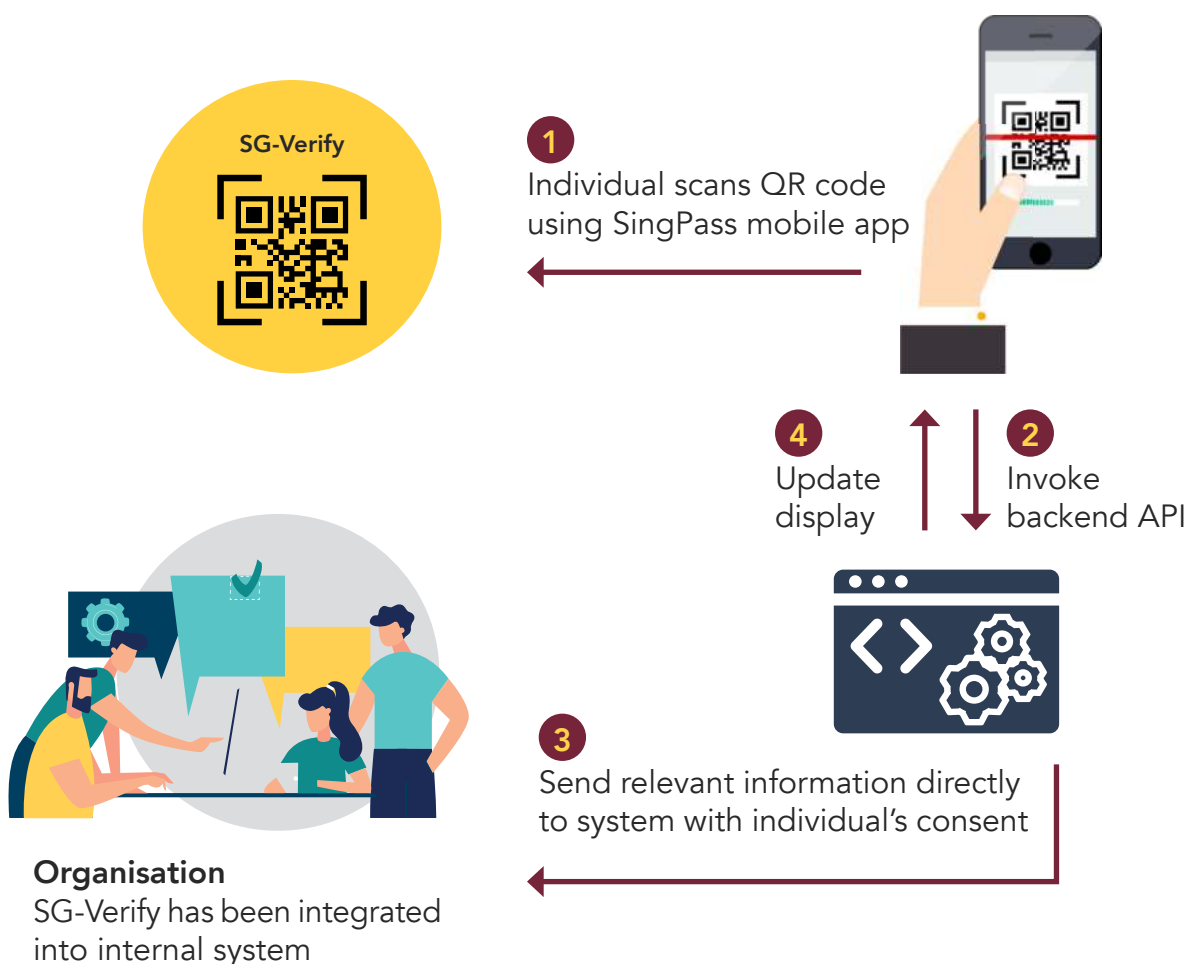 SG-Verify
1
Individual scans QR code
using SingPass mobile app
4
Update
display
2
Invoke
backend API
3
Send relevant information directly
to system with individual’s consent
Organisation
SG-Verify has been integrated
into internal system